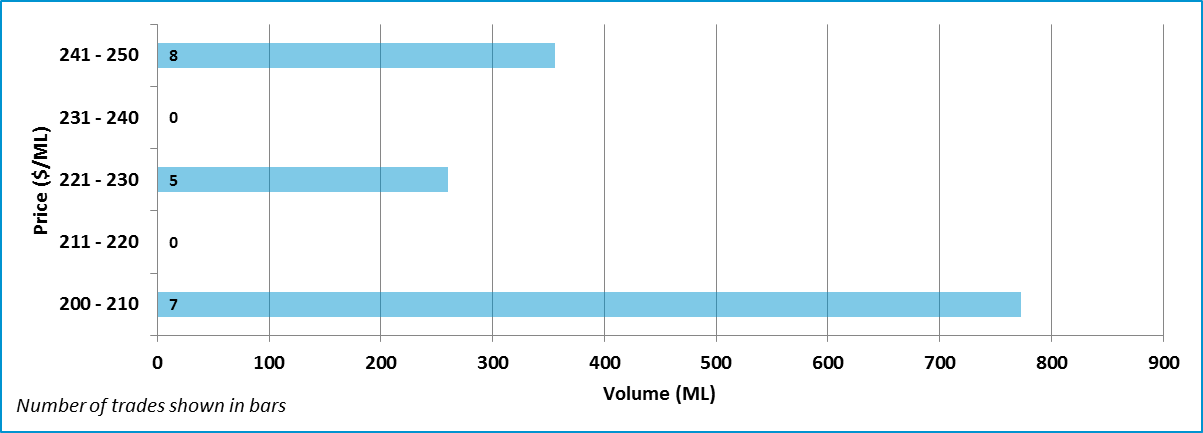 241 - 250
8
231 - 240
0
221 - 230
5
211 - 220
0
200 - 210
7
Price ($/ML)
0 100 200 300 400 500 600 700 800 900
Volume (ML)
Number of trades shown in bars